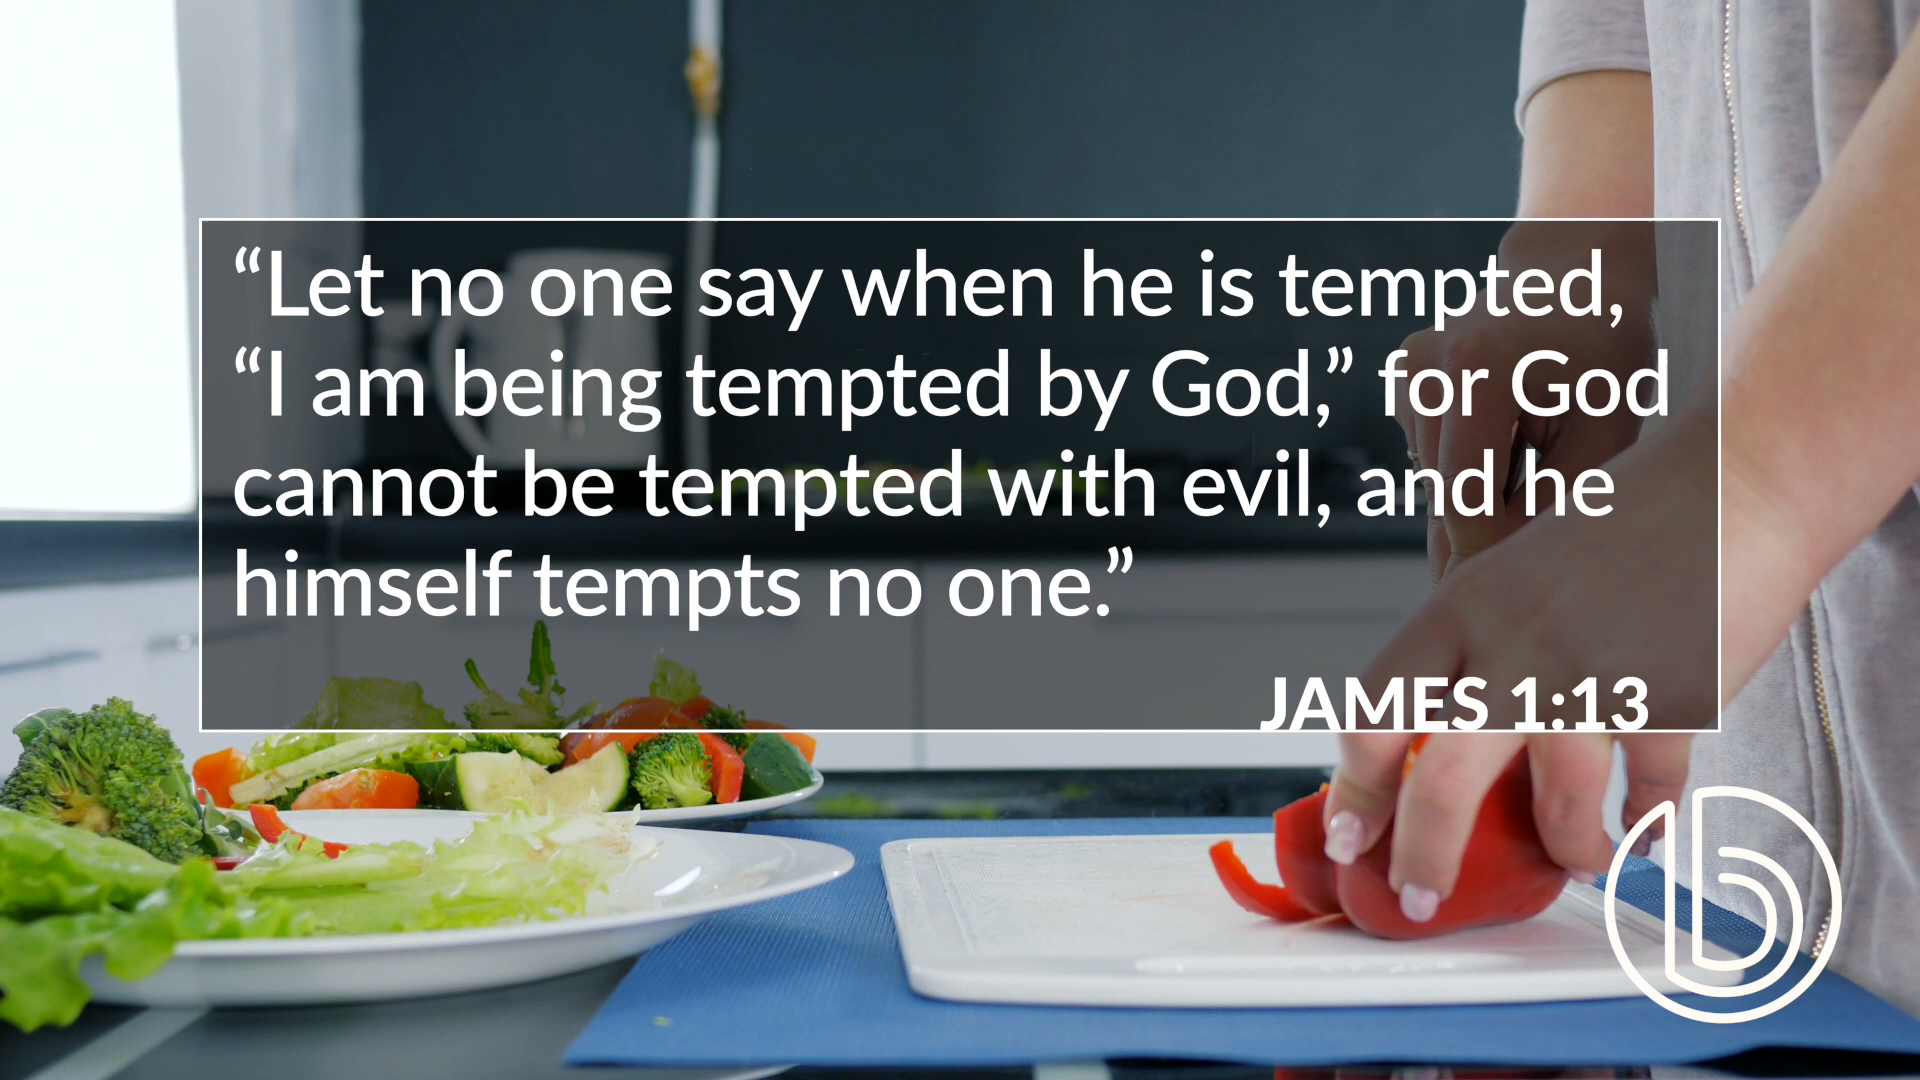 “Let no one say when he is tempted,
“I am being tempted by God,” for God
cannot be tempted with evil, and he
himself tempts no one.”
JAMES 1:13